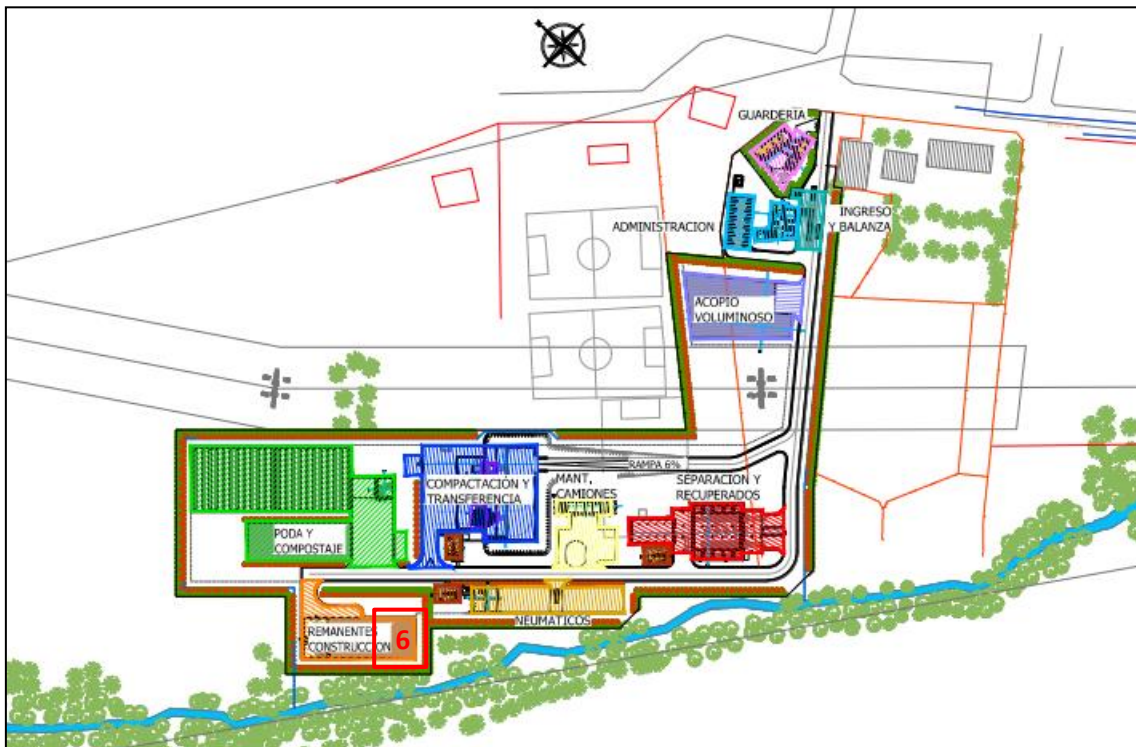 GUARDERIA
ADMINISTRACION
INGRESO
Y BALANZA
ACOPIO
VOLUMINOSO
RAMPA 6%
COMPACTACIÓN Y
TRANSFERENCIA
MANT.
CAMIONES
SEPARACION Y
RECUPERADOS
PODA Y
COMPOSTAJE
NEUMATICOS
REMANENTES
CONSTRUCCION
6